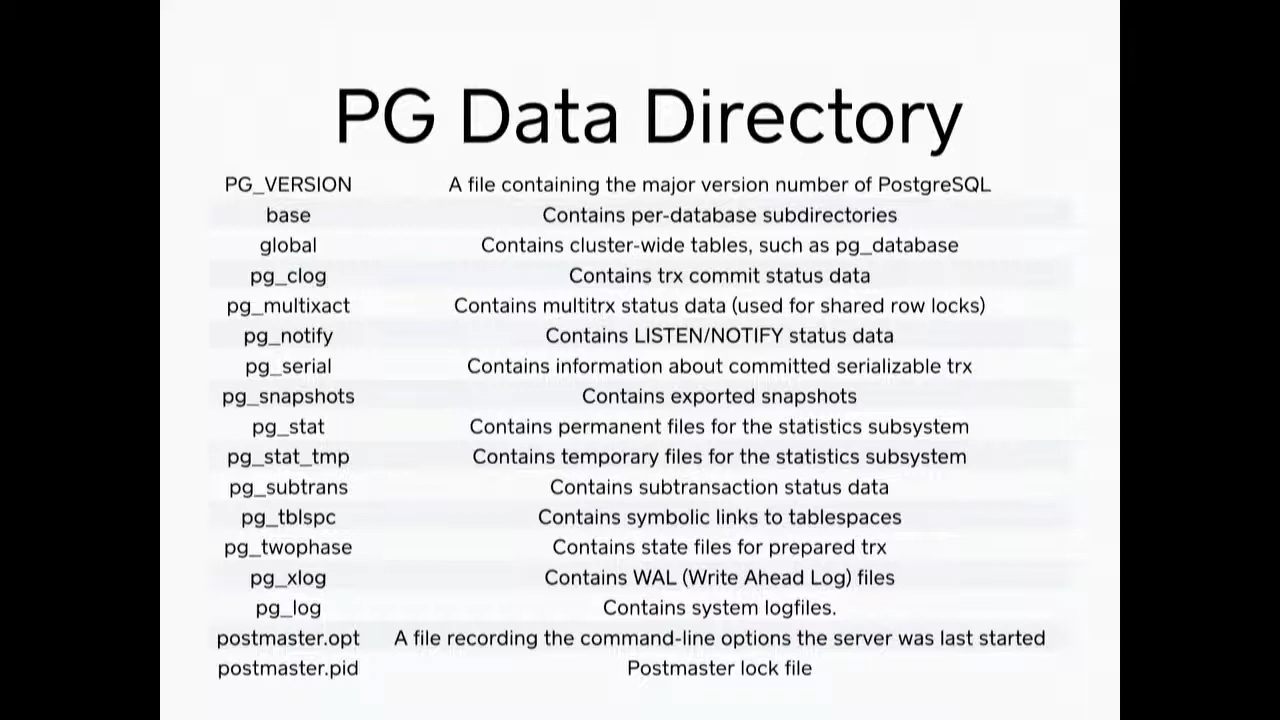 PG Data Directory
PG_VERSION A file containing the major version number of PostgreSQL
base Contains per-database subdirectories
global Contains cluster-wide tables, such as pg_database
pg_clog Contains trx commit status data
pg_multixact Contains multitrx status data (used for shared row locks)
pg_notify Contains LISTEN/NOTIFY status data
pg_serial Contains information about committed serializable trx
pg_snapshots Contains exported snapshots
pg_stat Contains permanent files for the statistics subsystem
pg_stat_tmp Contains temporary files for the statistics subsystem
pg_subtrans Contains subtransaction status data
pg_tblspc Contains symbolic links to tablespaces
pg_twophase Contains state files for prepared trx
pg_xlog Contains WAL (Write Ahead Log) files
pg_log Contains system logfiles.
postmaster.opt A file recording the command-line options the server was last started
postmaster.pid Postmaster lock file